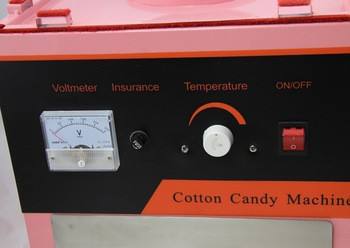 Voltmeter Insurance Temperature ON/OFF
V
Cotton Candy Machine